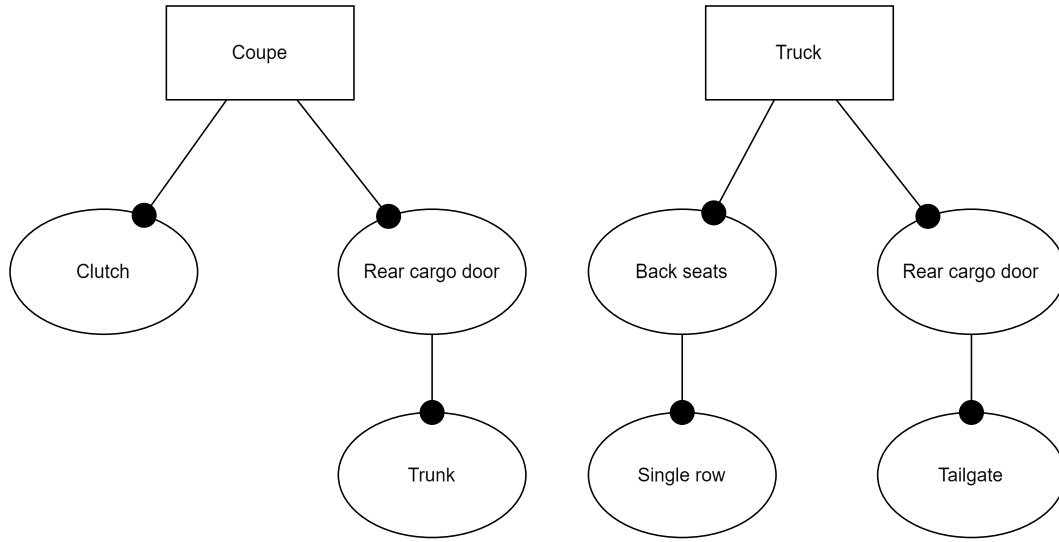 Coupe
Truck
Clutch
Rear cargo door
Back seats
Rear cargo door
Trunk
Single row
Tailgate